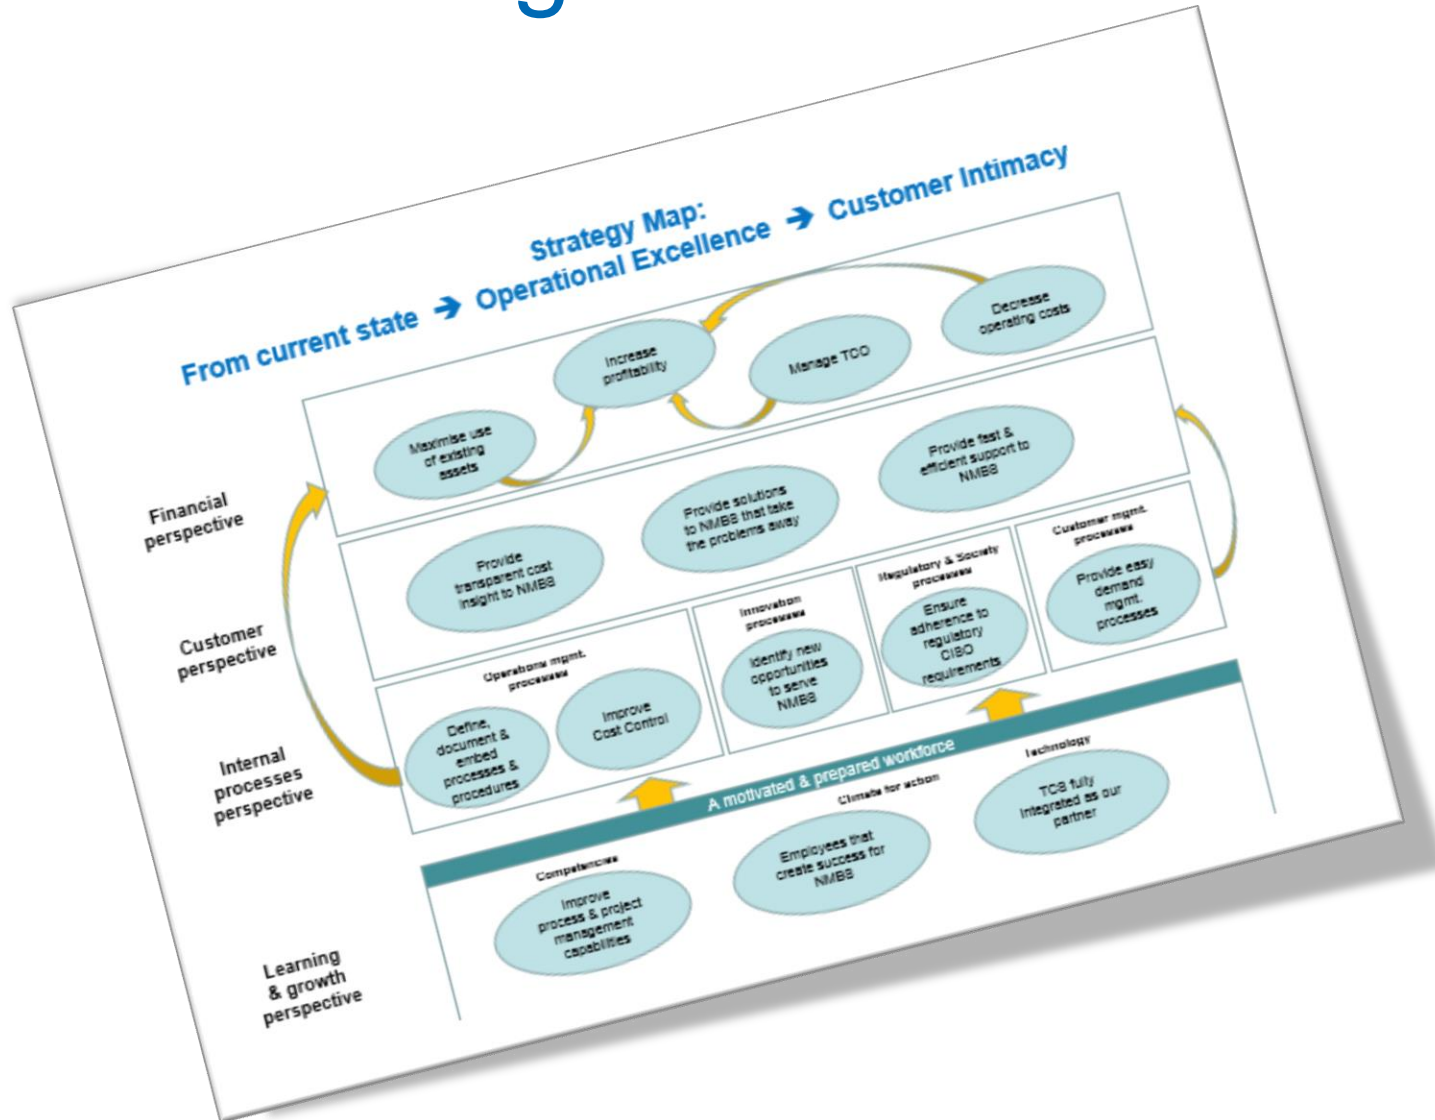 g
Strategy Map:
From current state ➔ Operational Excellence ➔ Customer Intimacy
Financial
perspective
Increase
profitability
Manage TCO
Decrease
operating costs
Maximise use
of existing
assets
Customer
perspective
Provide
transparent cost
insight to NMBS
Provide solutions
to NMBS that take
the problems away
Provide fast &
efficient support to
NMBS
Internal
processes
perspective
Operations mgmt.
processes
Define,
document &
embed
processes &
procedures
Improve
Cost Control
Innovation
processes
Identify new
opportunities
to serve
NMBS
Regulatory & Society
processes
Ensure
adherence to
regulatory
requirements
Customer mgmt.
processes
Provide easy
demand
mgmt.
processes
A motivated & prepared workforce
Learning
& growth
perspective
Competencies
Improve
process & project
management
capabilities
Climate for action
Employees that
create success for
NMBS
Technology
fully
integrated as our
partner